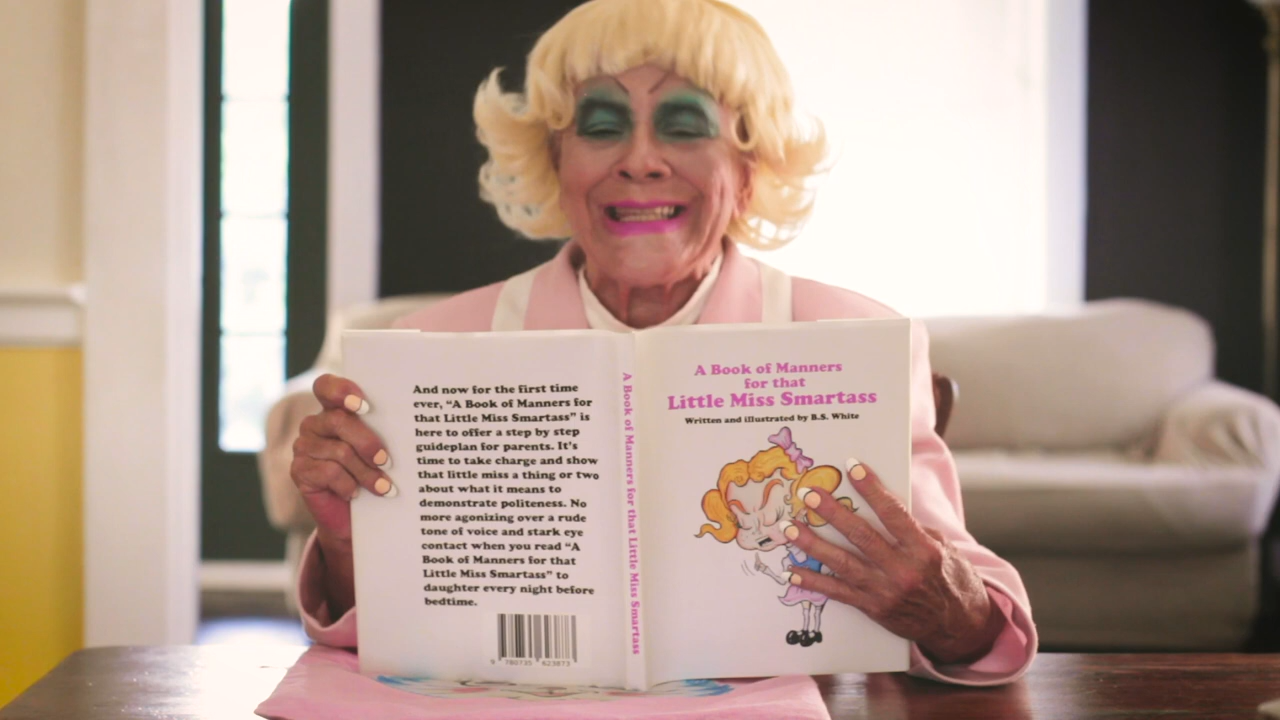 And now for the first time
ever, “A Book of Manners for
that Little Miss Smartass” is
here to offer a step by step
guideplan for parents. It’s
time to take charge and show
that little miss a thing or two
about what it means to
demonstrate politeness. No
more agonizing over a rude
tone of voice and stark eye
contact when you read “A
Book of Manners for that
Little Miss Smartass” to
daughter every night before
bedtime.
9 780735 623873
A Book of Manners for that Little Miss Smartass
A Book of Manners
for that
Little Miss Smartass
Written and illustrated by B.S. White